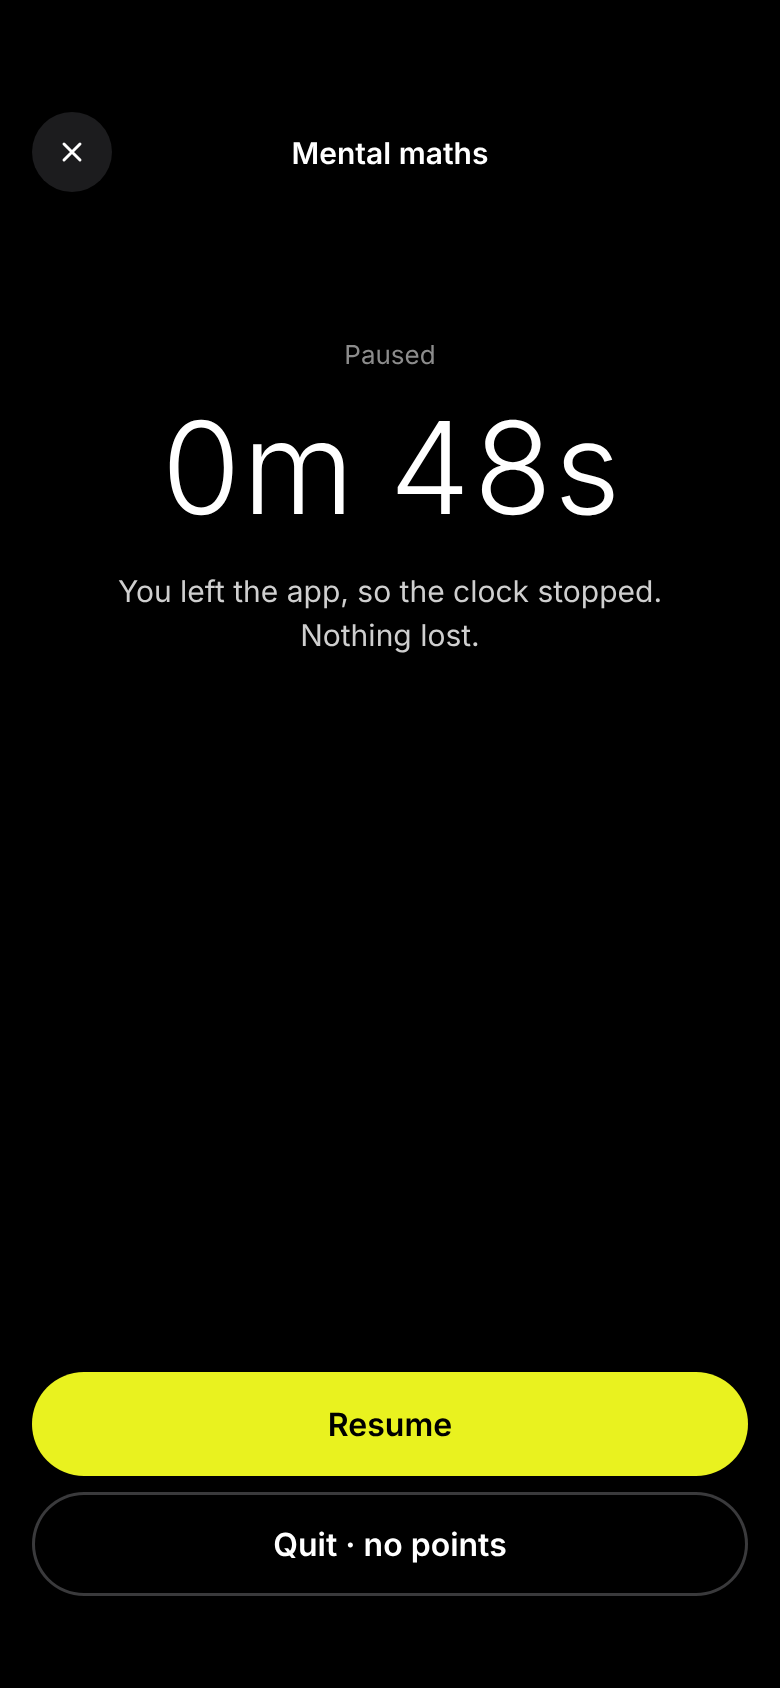 Mental maths
Paused
0m 48s
You left the app, so the clock stopped.
Nothing lost.
Resume
Quit · no points